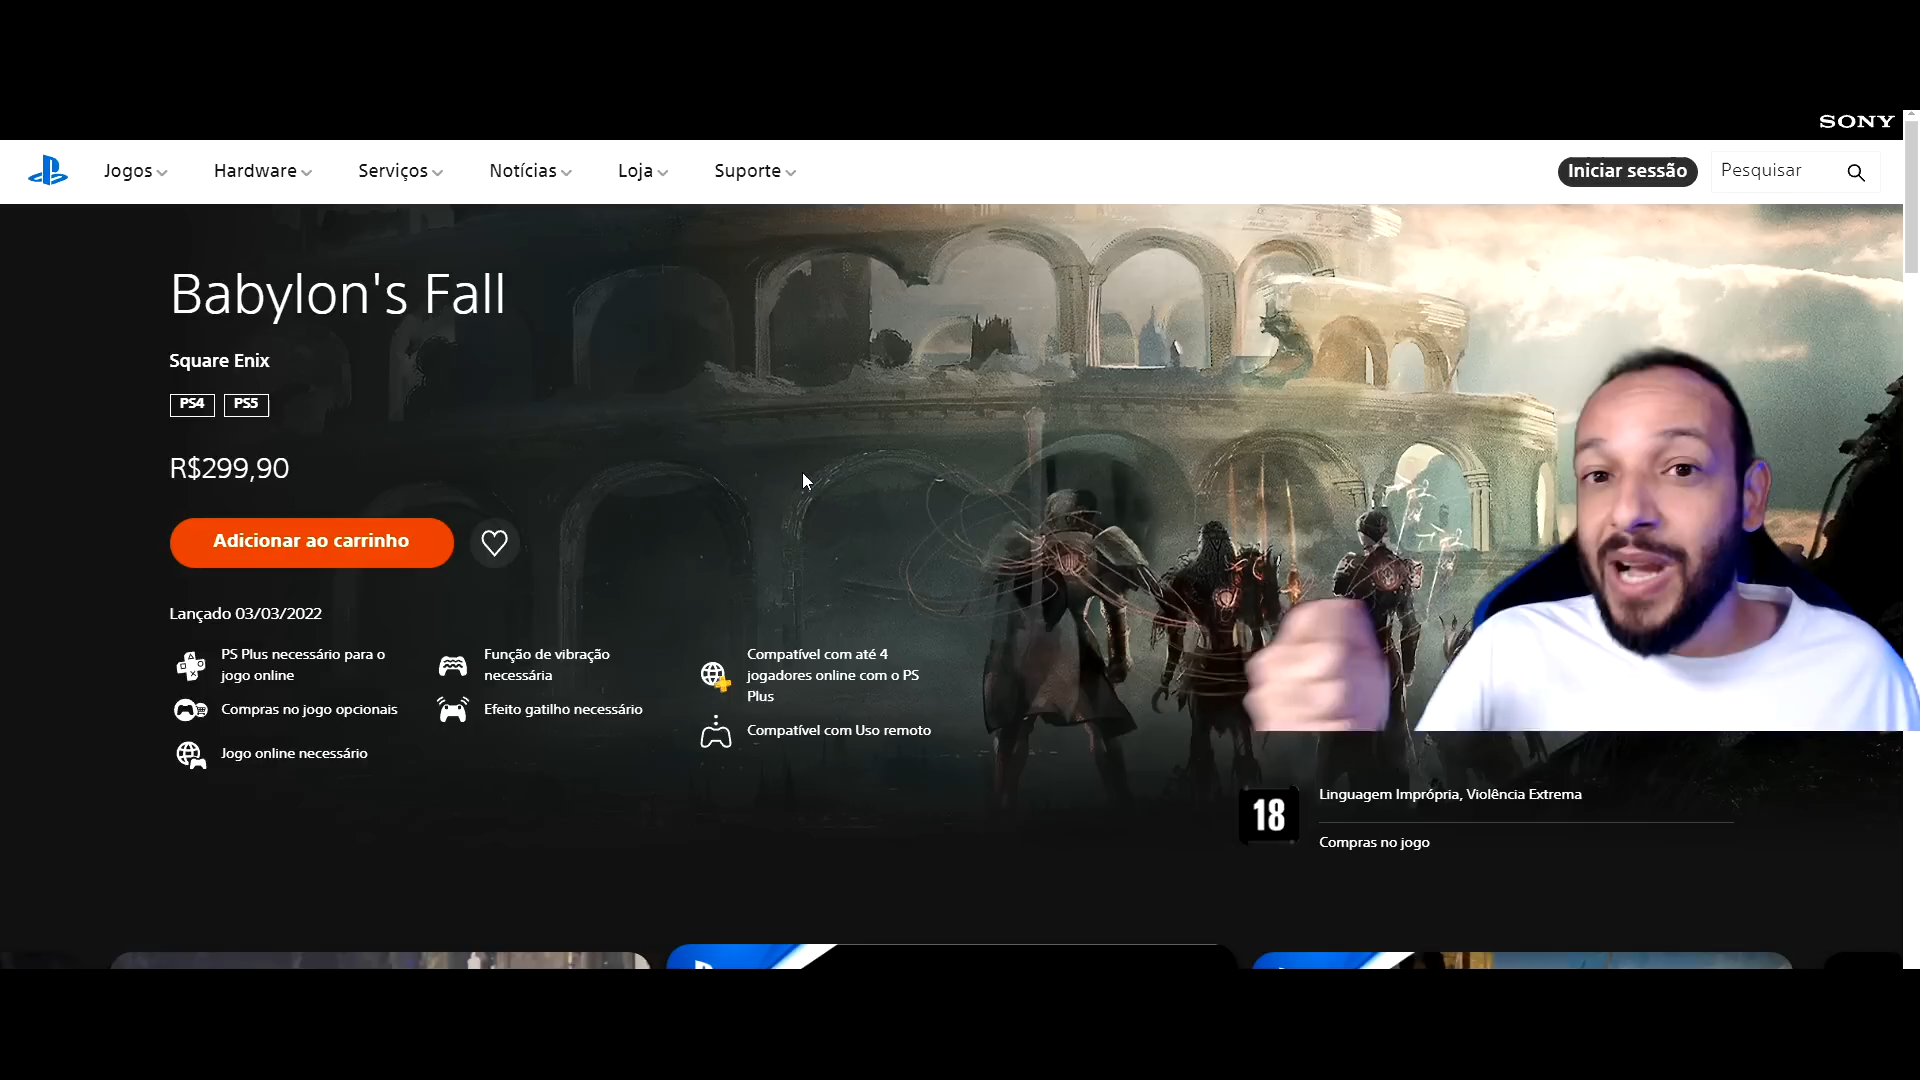 SONY
Jogos
Hardware
Serviços
Notícias
Loja
Suporte
Iniciar sessão
Pesquisar
Babylon's Fall
Square Enix
PS4
PS5
R$299,90
Adicionar ao carrinho
Lançado 03/03/2022
PS Plus necessário para o
jogo online
Compras no jogo opcionais
Jogo online necessário
Função de vibração
necessária
Efeito gatilho necessário
Compatível com até 4
jogadores online com o PS
Plus
Compatível com Uso remoto
18
Linguagem Imprópria, Violência Extrema
Compras no jogo